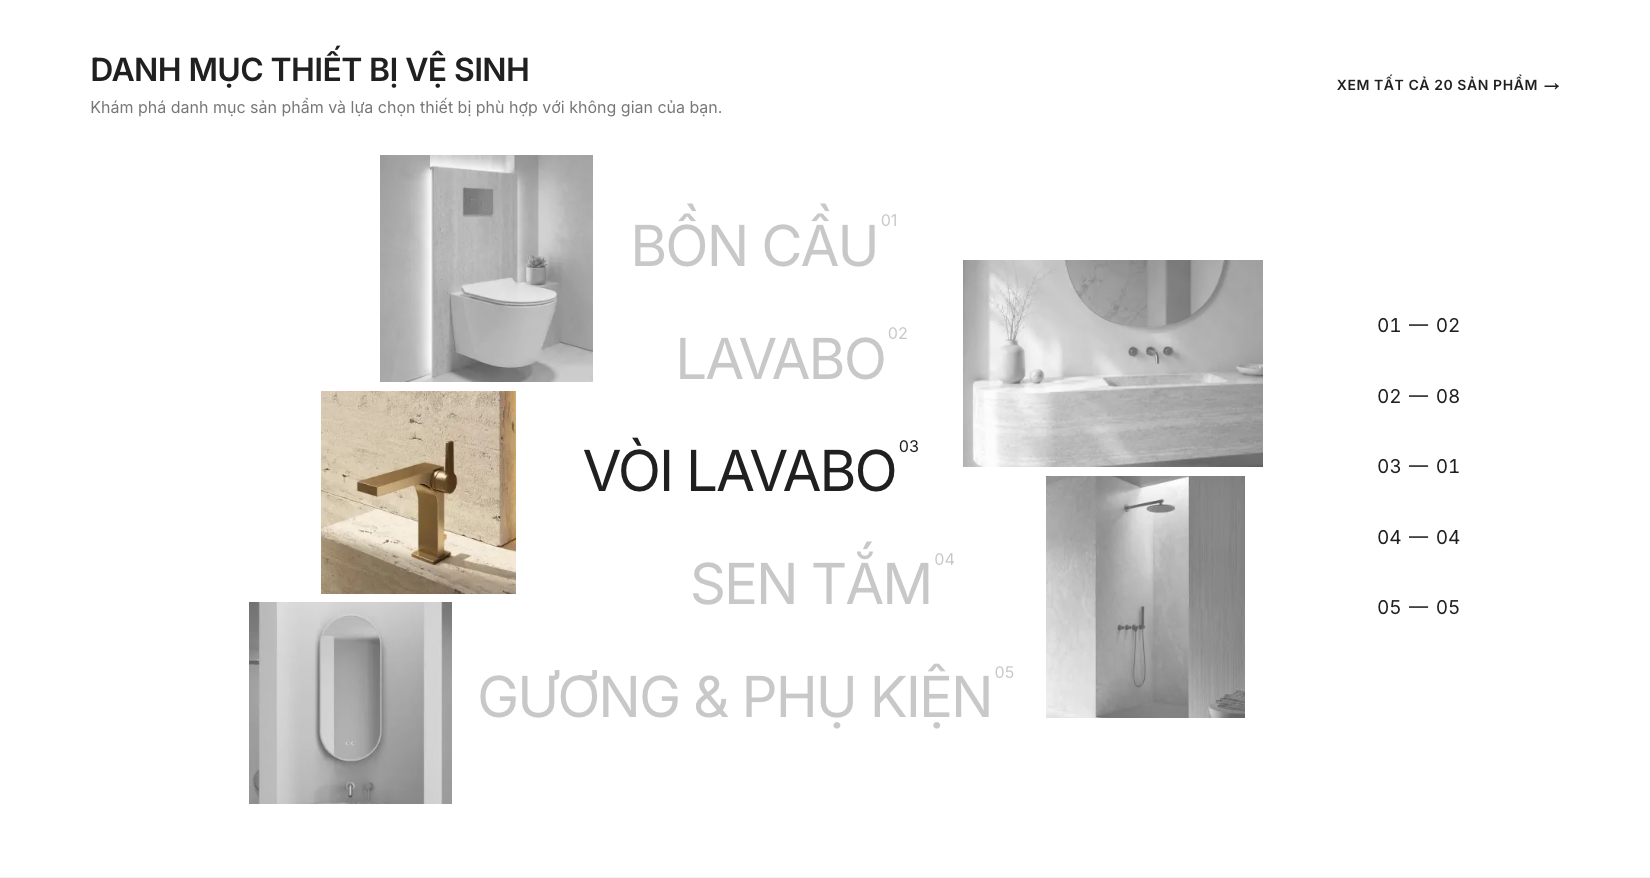 DANH MỤC THIẾT BỊ VỆ SINH
Khám phá danh mục sản phẩm và lựa chọn thiết bị phù hợp với không gian của bạn.
XEM TẤT CẢ 20 SẢN PHẨM →
BỒN CẦU 01
LAVABO 02
VÒI LAVABO 03
SEN TẮM 04
GƯƠNG & PHỤ KIỆN 05
01 — 02
02 — 08
03 — 01
04 — 04
05 — 05